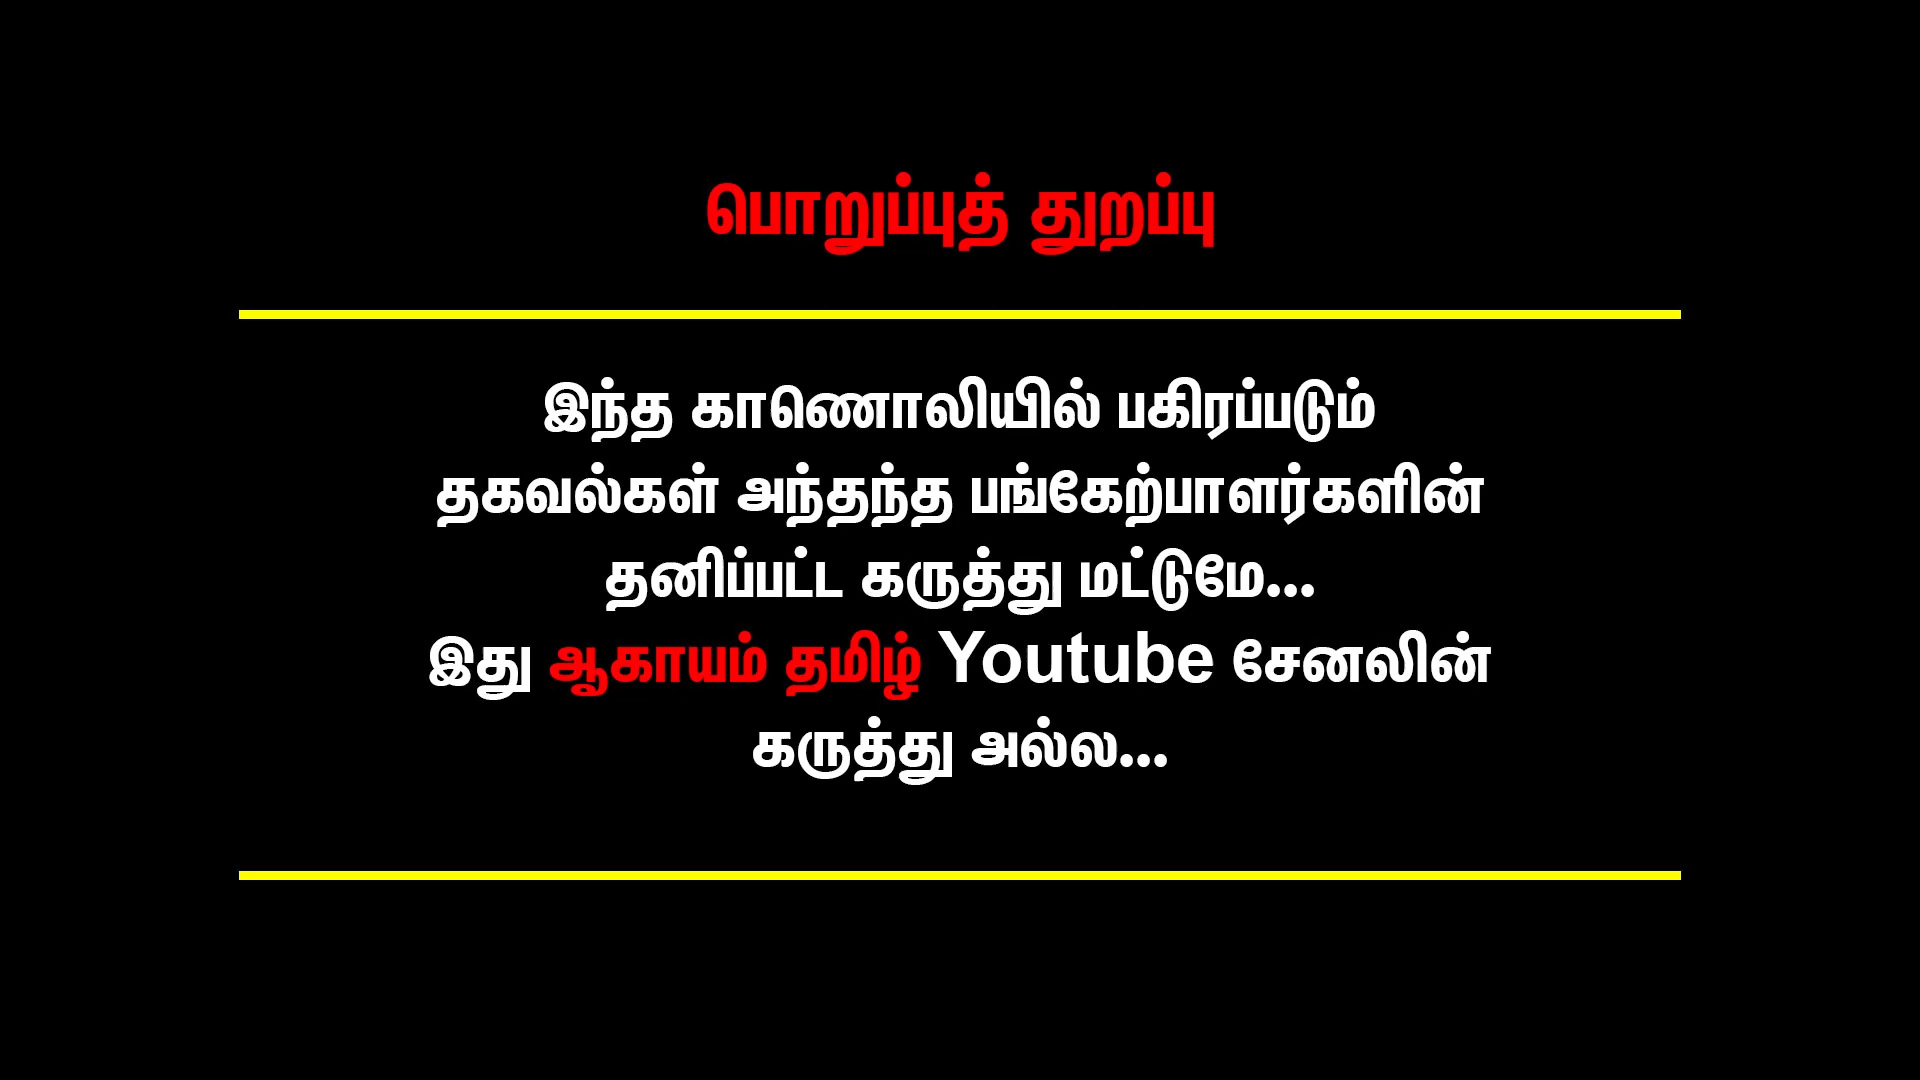 பொறுப்புத் துறப்பு
இந்த காணொலியில் பகிரப்படும்
தகவல்கள் அந்தந்த பங்கேற்பாளர்களின்
தனிப்பட்ட கருத்து மட்டுமே...
இது ஆகாயம் தமிழ் Youtube சேனலின்
கருத்து அல்ல...